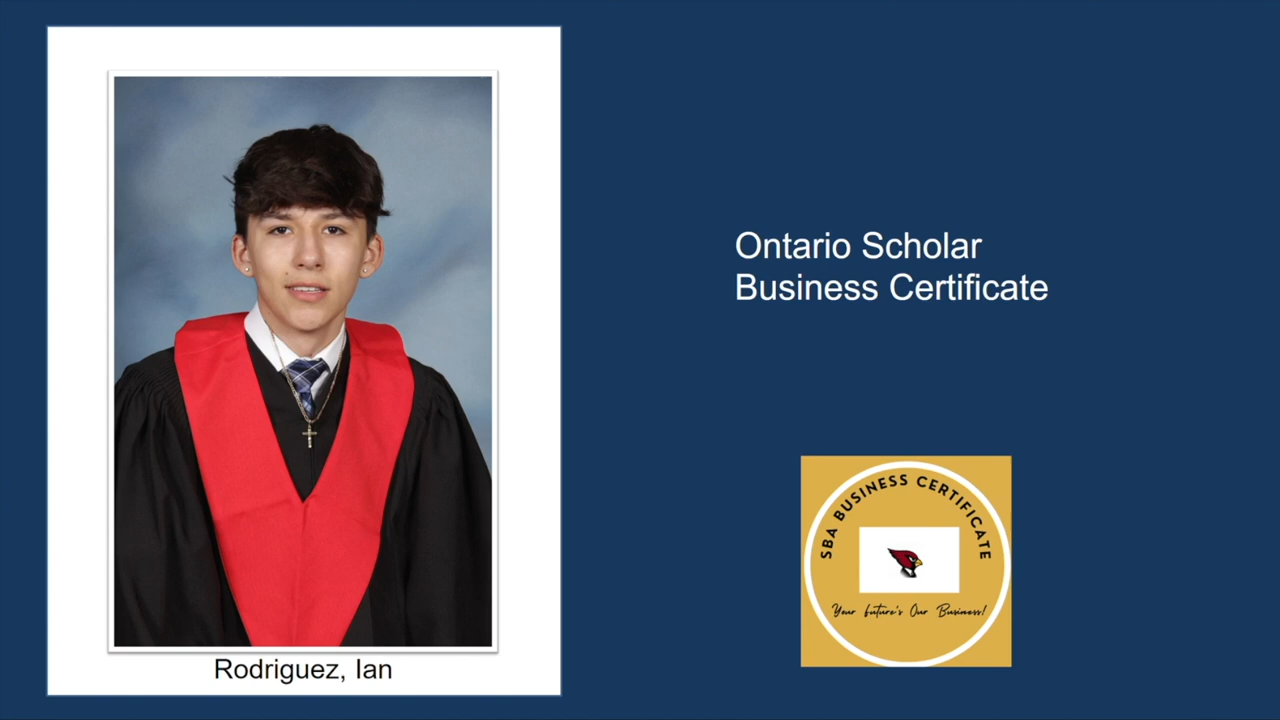 Rodriguez, Ian
Ontario Scholar
Business Certificate
SBA BUSINESS CERTIFICATE
Your future's Our Business!